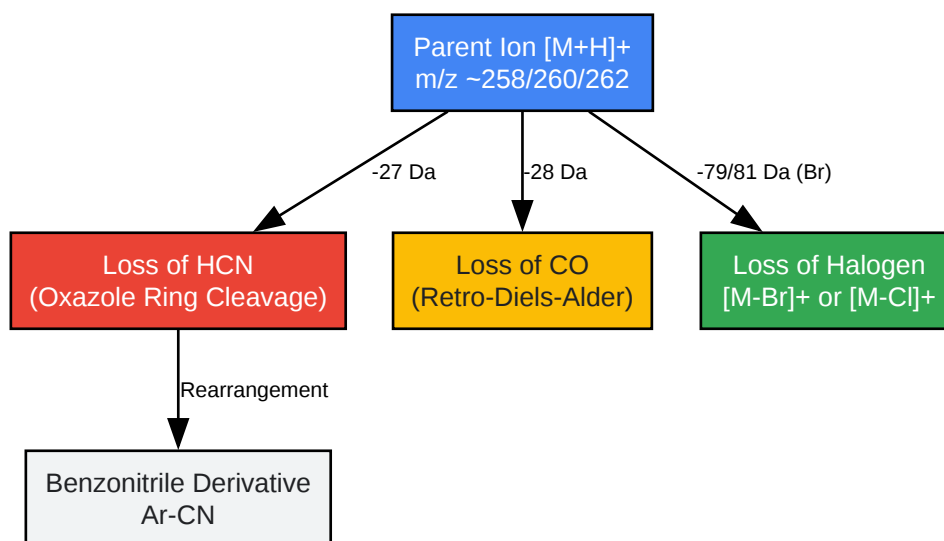 Parent Ion [M+H]+
m/z ~258/260/262
-27 Da
-28 Da
-79/81 Da (Br)
Loss of HCN
(Oxazole Ring Cleavage)
Loss of CO
(Retro-Diels-Alder)
Loss of Halogen
[M-Br]+ or [M-Cl]+
Rearrangement
Benzonitrile Derivative
Ar-CN